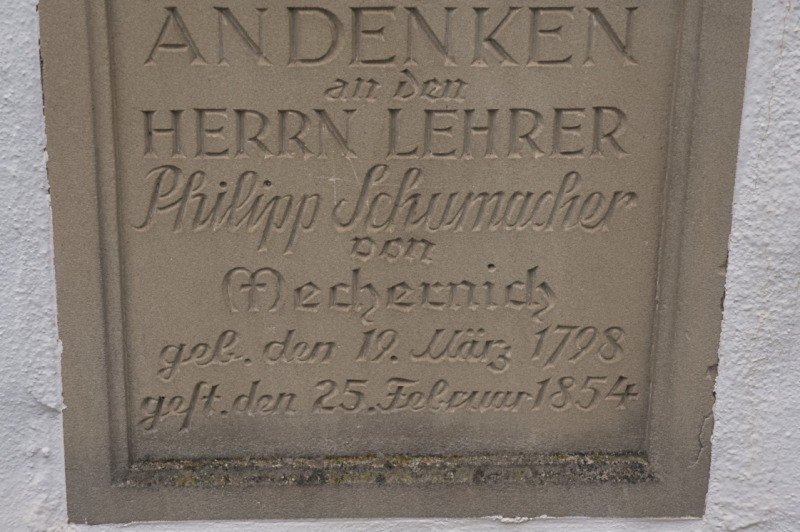 ANDENKEN
an den
HERRN LEHRER
Philipp Schumacher
von
Mechernich
geb. den 19. März 1798
gest. den 25. Februar 1854